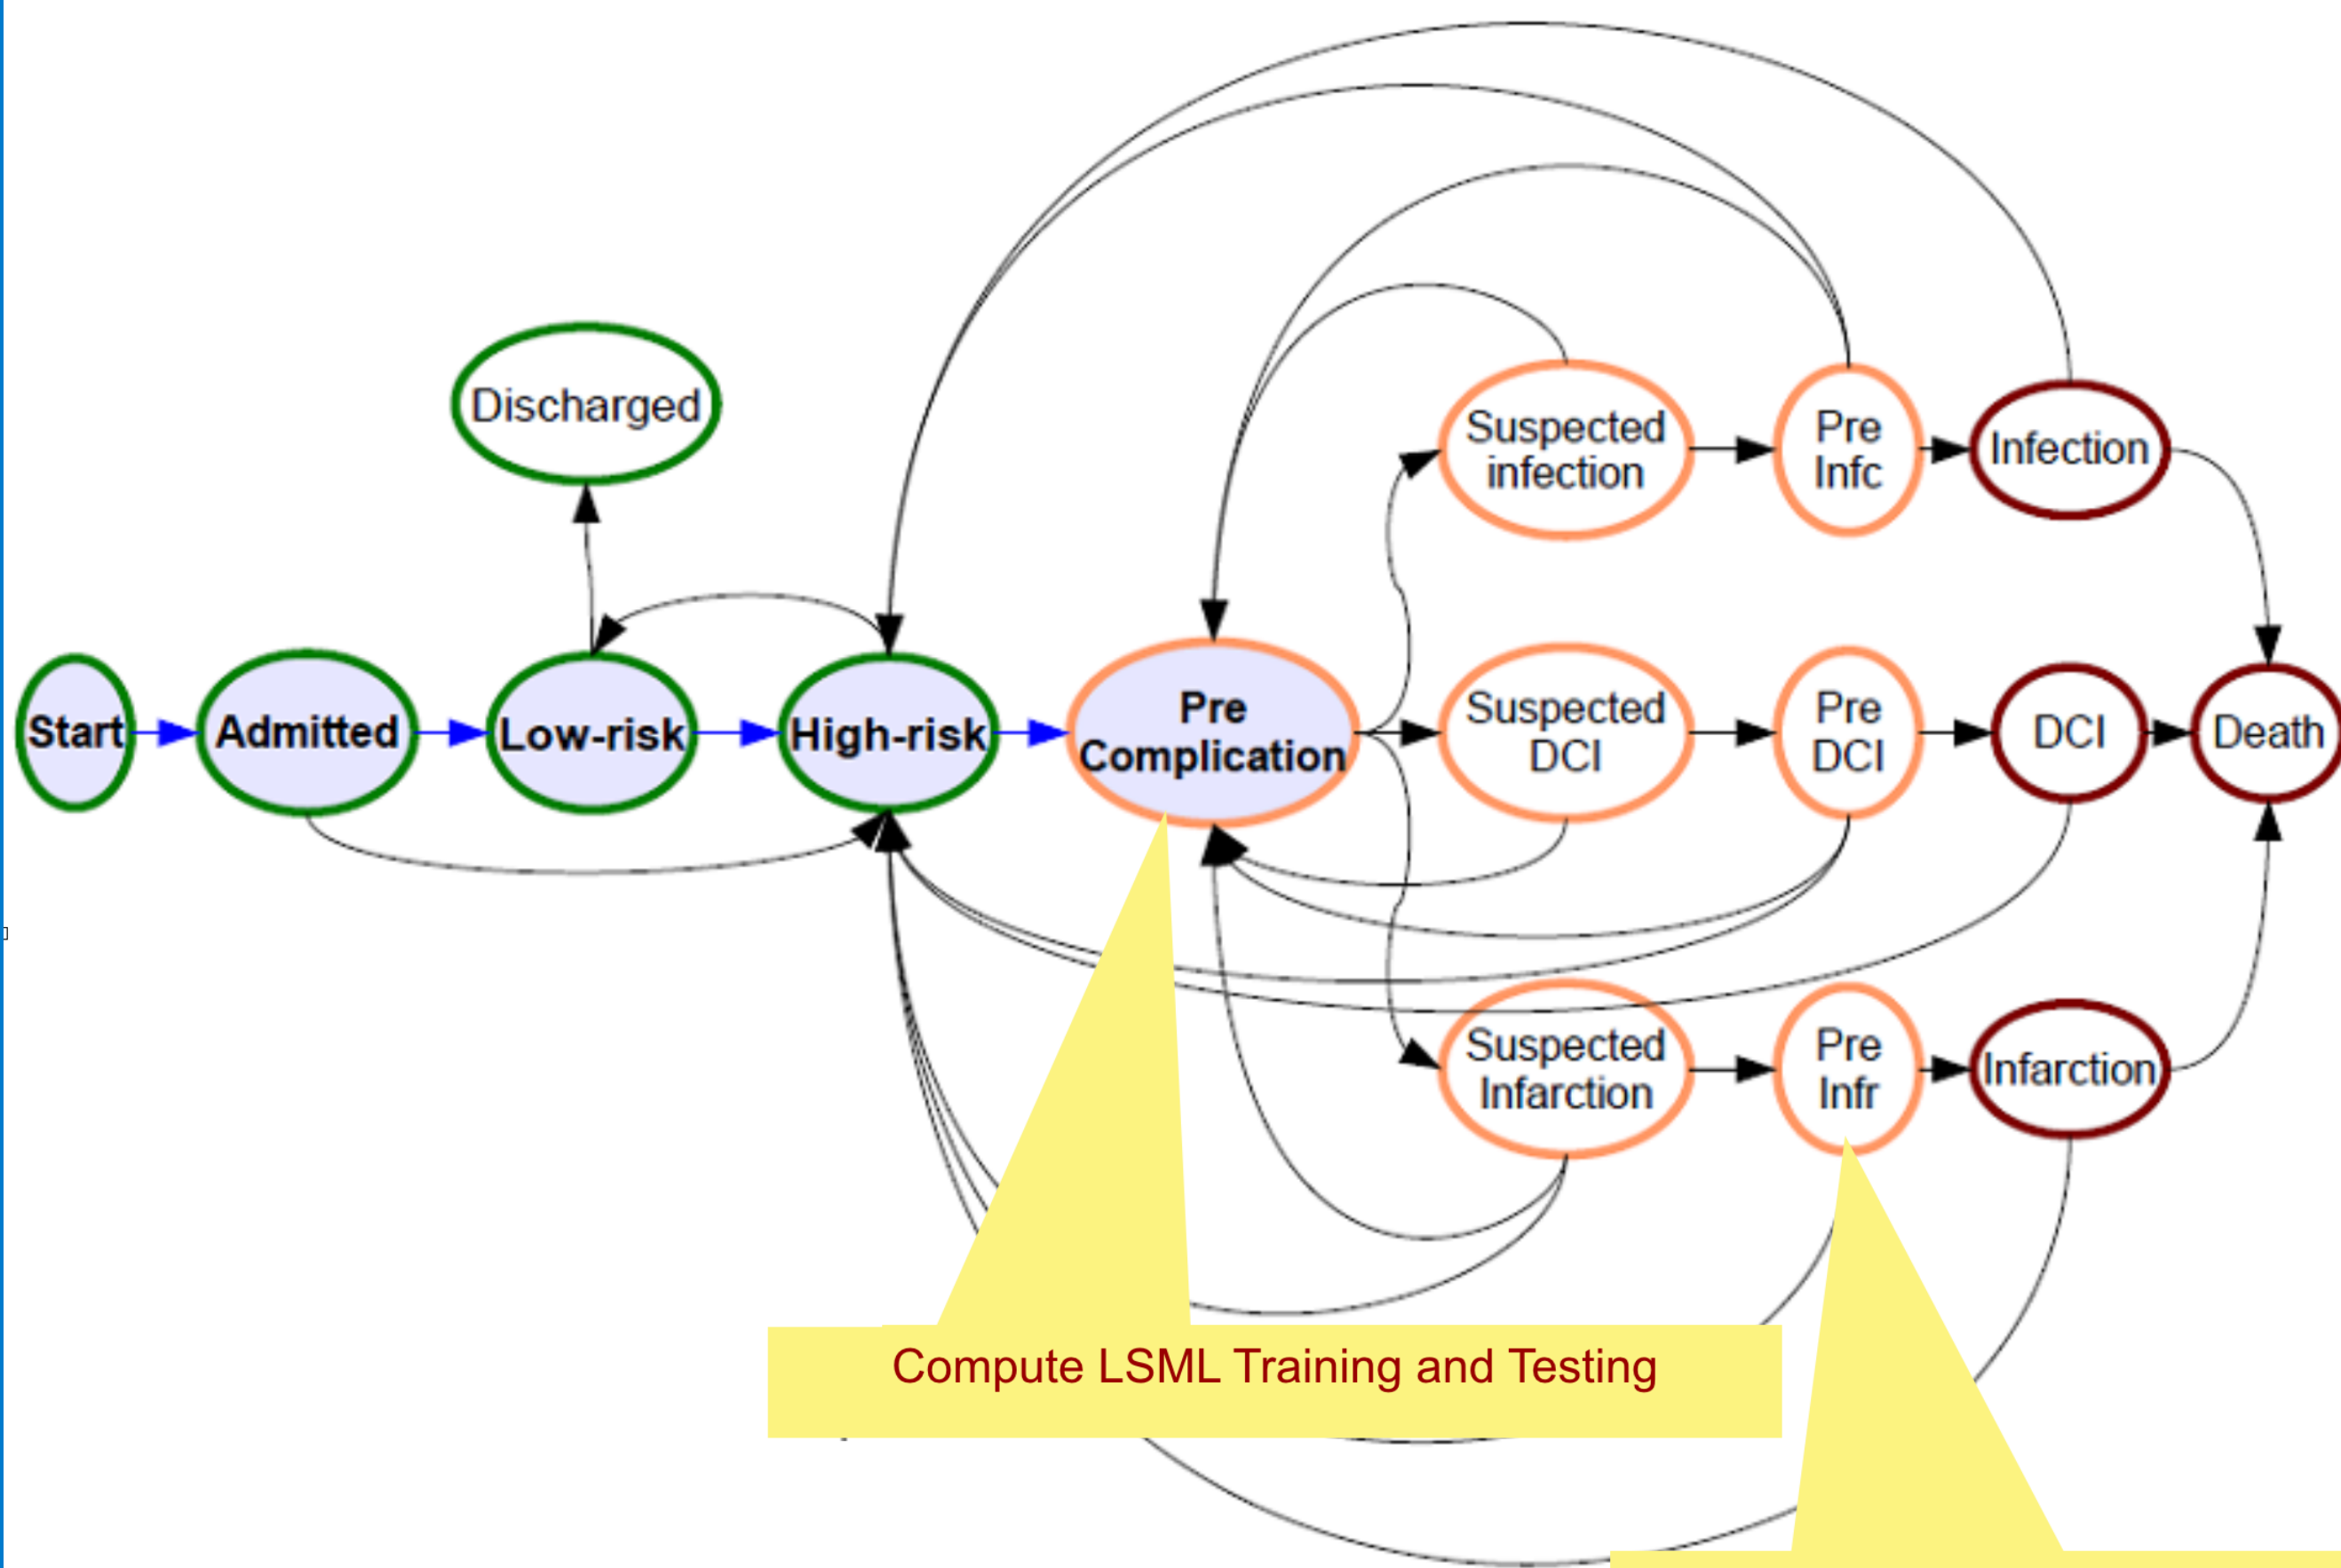 Discharged
Suspected
infection
Pre
Infc
Infection
Start
Admitted
Low-risk
High-risk
Pre
Complication
Suspected
DCI
Pre
DCI
DCI
Death
Suspected
Infarction
Pre
Infr
Infarction
Compute LSML Training and Testing